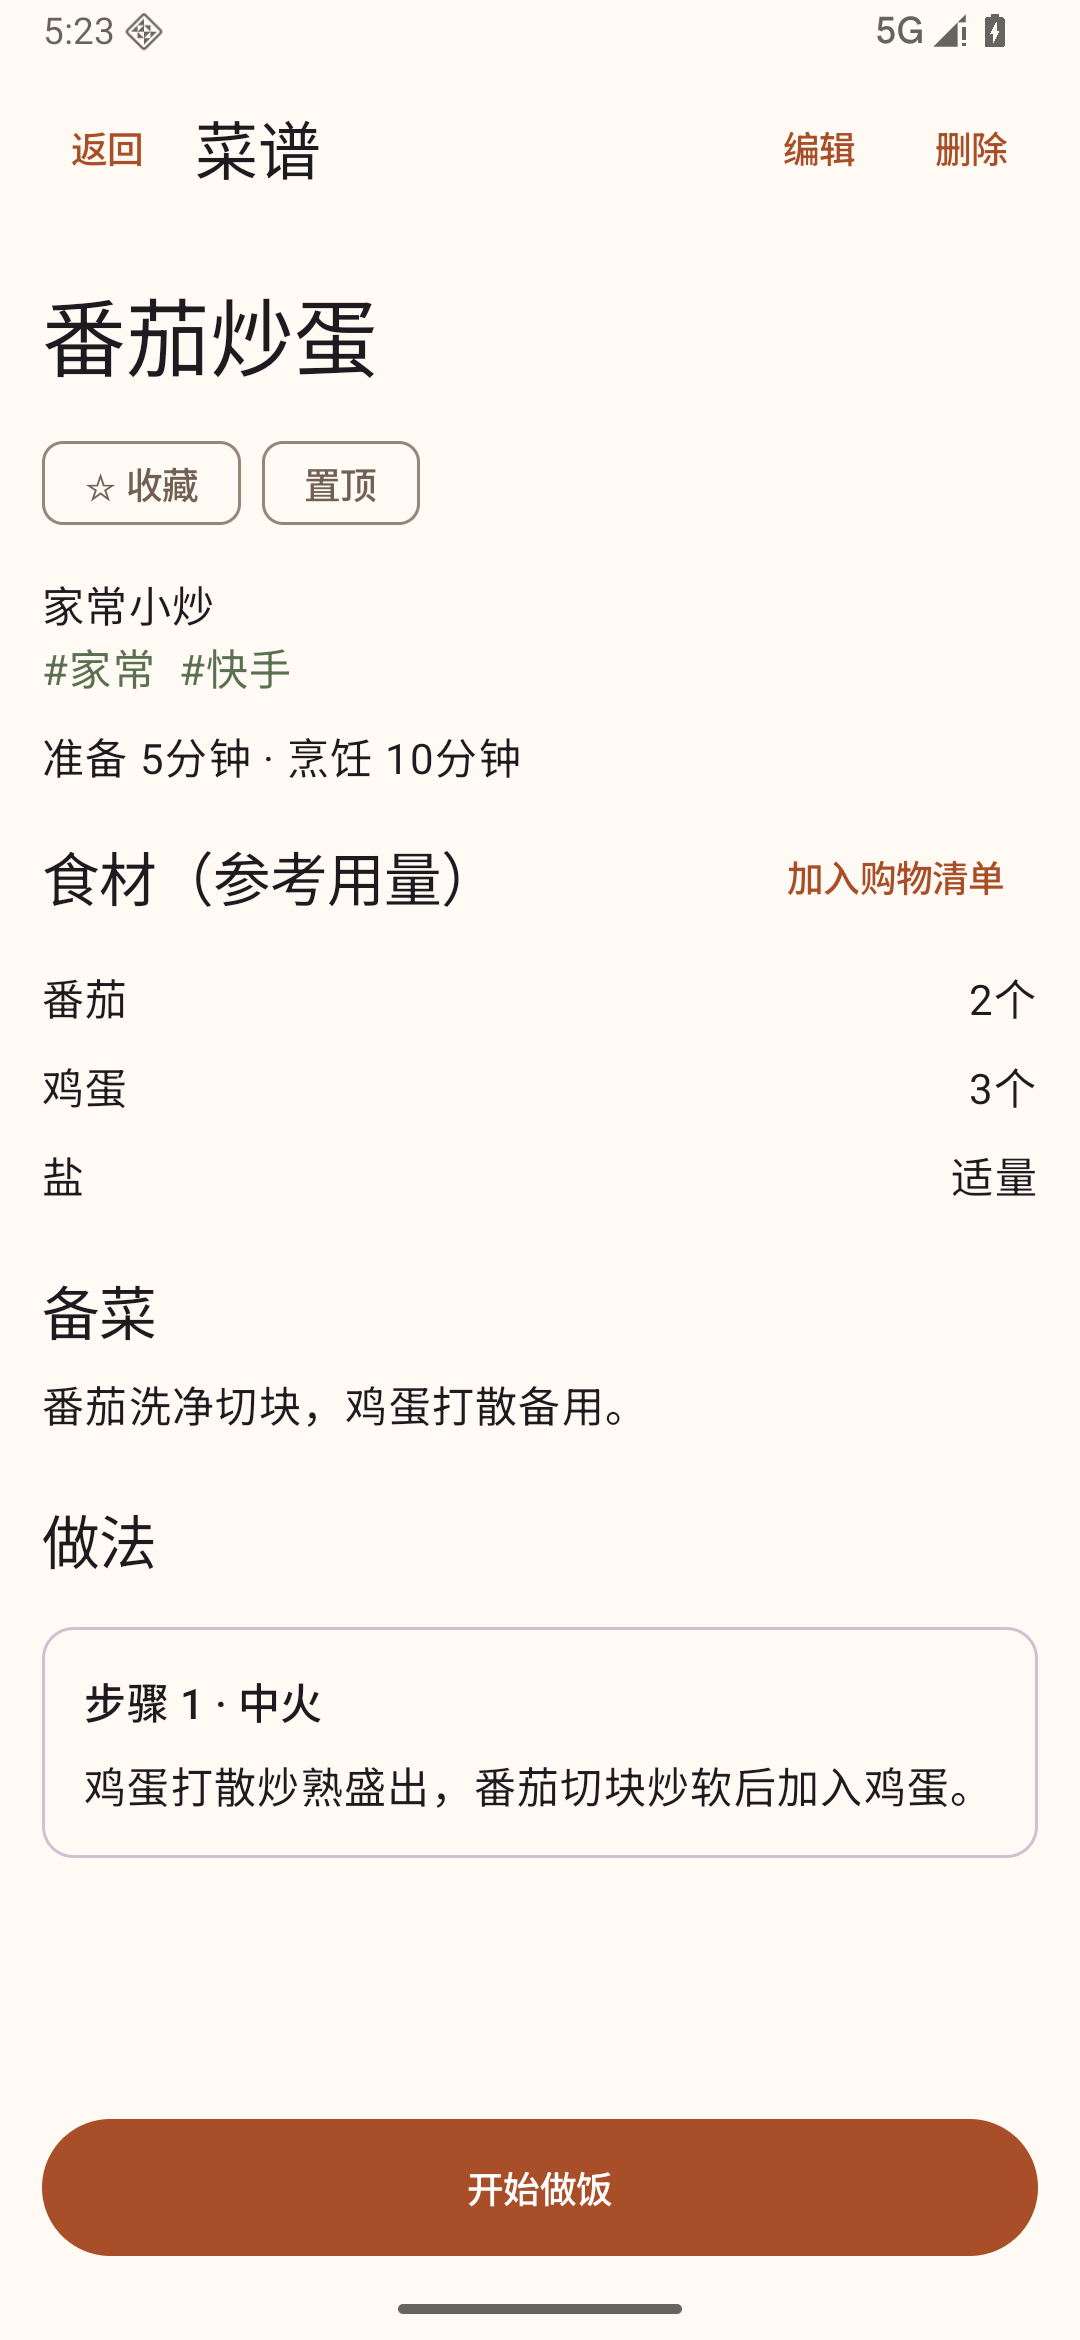 5:23 5G
返回 菜谱 编辑 删除
番茄炒蛋
☆ 收藏 置顶
家常小炒
#家常 #快手
准备 5分钟 · 烹饪 10分钟
食材（参考用量） 加入购物清单
番茄 2个
鸡蛋 3个
盐 适量
备菜
番茄洗净切块，鸡蛋打散备用。
做法
步骤 1 · 中火
鸡蛋打散炒熟盛出，番茄切块炒软后加入鸡蛋。
开始做饭